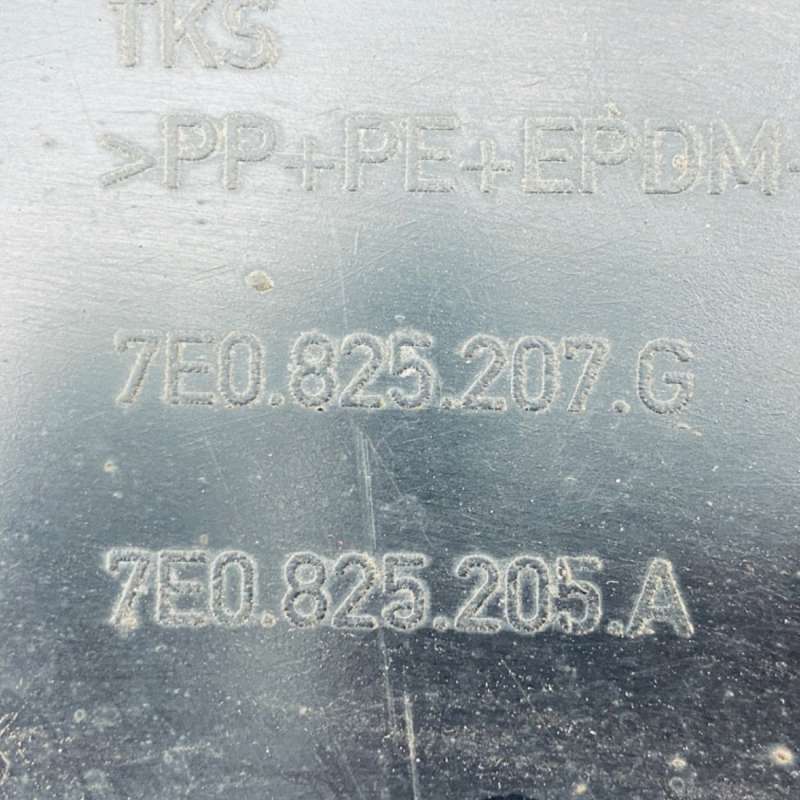 TKS
>PP+PE+EPDM-
7E0.825.207.G
7E0.825.205.A